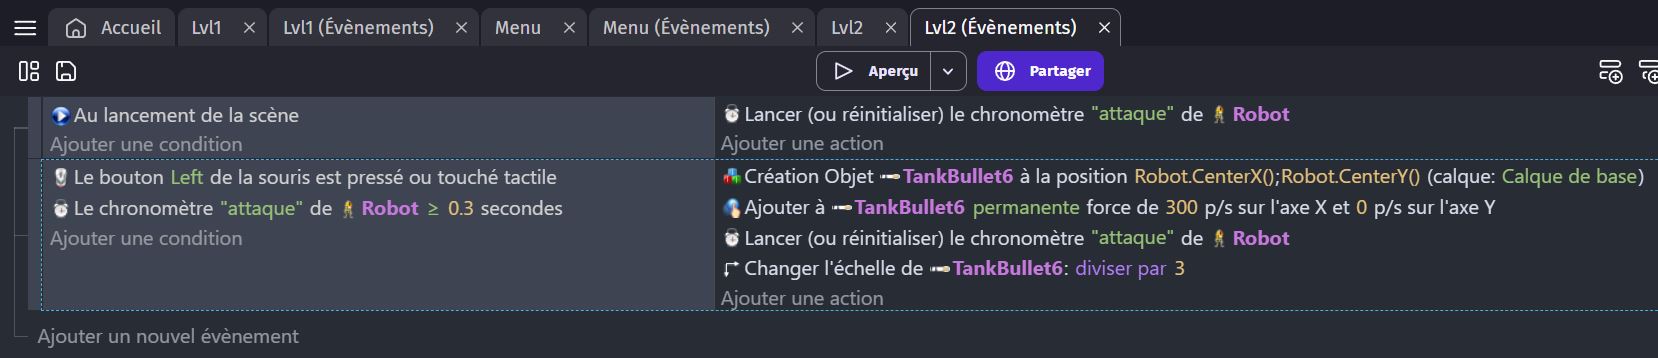 Accueil Lvl1 Lvl1 (Évènements) Menu Menu (Évènements) Lvl2 Lvl2 (Évènements)
Aperçu Partager
Au lancement de la scène
Ajouter une condition
Lancer (ou réinitialiser) le chronomètre "attaque" de Robot
Ajouter une action
Le bouton Left de la souris est pressé ou touché tactile
Le chronomètre "attaque" de Robot ≥ 0.3 secondes
Ajouter une condition
Création Objet TankBullet6 à la position Robot.CenterX();Robot.CenterY() (calque: Calque de base)
Ajouter à TankBullet6 permanente force de 300 p/s sur l'axe X et 0 p/s sur l'axe Y
Lancer (ou réinitialiser) le chronomètre "attaque" de Robot
Changer l'échelle de TankBullet6: diviser par 3
Ajouter une action
Ajouter un nouvel évènement